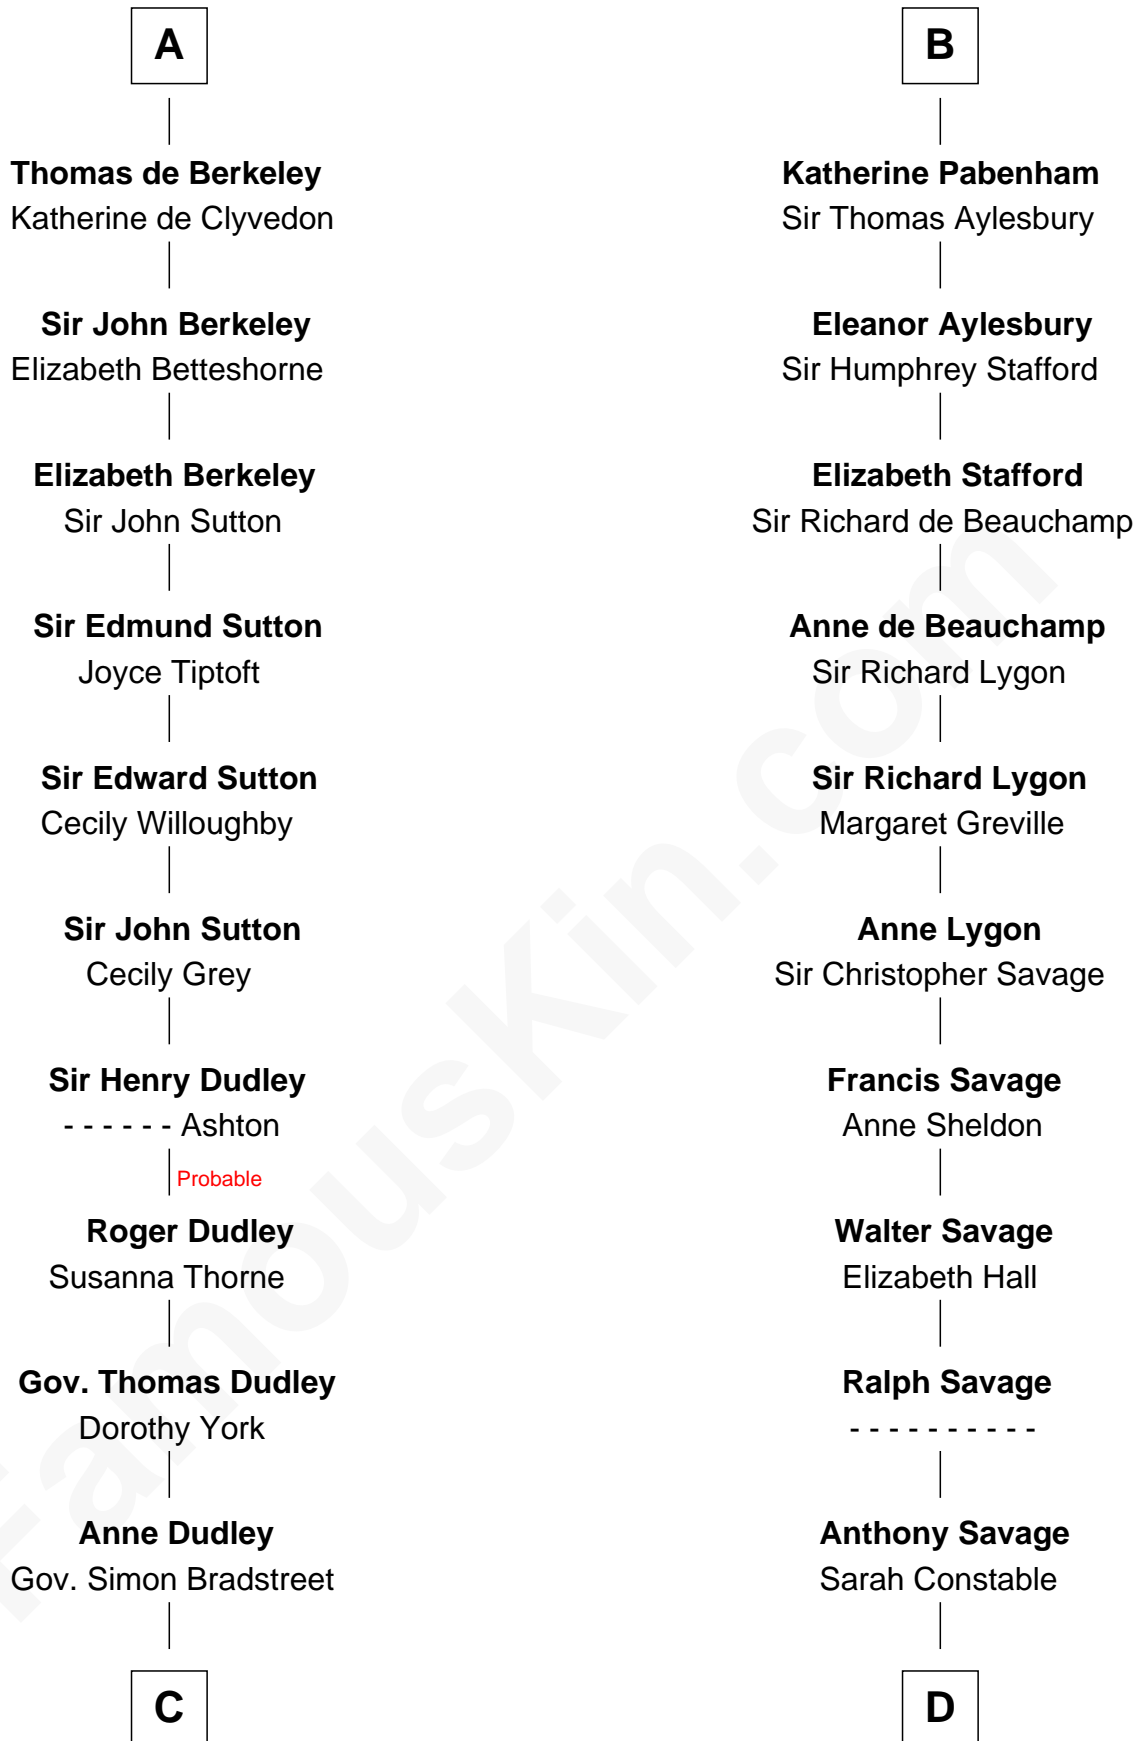 A
Thomas de Berkeley
Katherine de Clyvedon
Sir John Berkeley
Elizabeth Betteshorne
Elizabeth Berkeley
Sir John Sutton
Sir Edmund Sutton
Joyce Tiptoft
Sir Edward Sutton
Cecily Willoughby
Sir John Sutton
Cecily Grey
Sir Henry Dudley
- - - - - - Ashton
Probable
Roger Dudley
Susanna Thorne
Gov. Thomas Dudley
Dorothy York
Anne Dudley
Gov. Simon Bradstreet
C
B
Katherine Pabenham
Sir Thomas Aylesbury
Eleanor Aylesbury
Sir Humphrey Stafford
Elizabeth Stafford
Sir Richard de Beauchamp
Anne de Beauchamp
Sir Richard Lygon
Sir Richard Lygon
Margaret Greville
Anne Lygon
Sir Christopher Savage
Francis Savage
Anne Sheldon
Walter Savage
Elizabeth Hall
Ralph Savage
- - - - - - - - - -
Anthony Savage
Sarah Constable
D
FamousKin.com